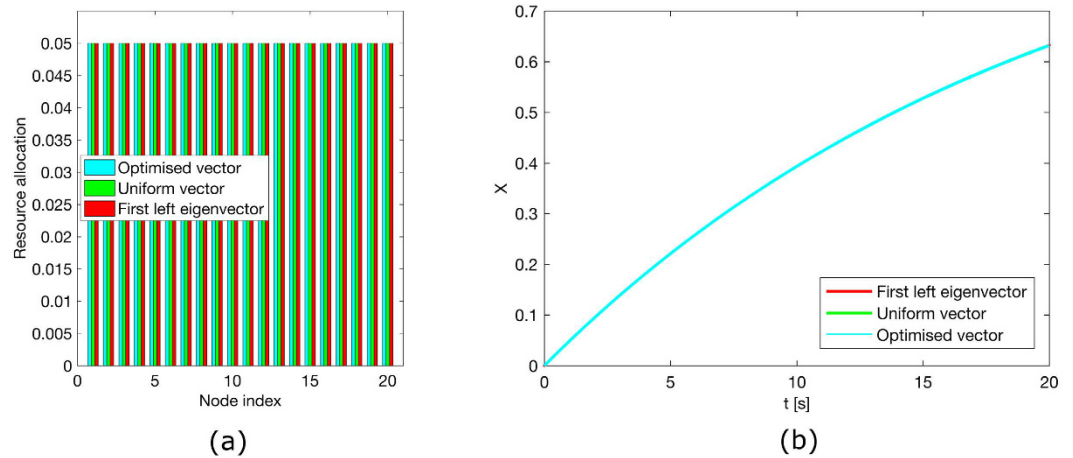 Resource allocation
0.05
0.045
0.04
0.035
0.03
0.025
0.02
0.015
0.01
0.005
0
Optimised vector
Uniform vector
First left eigenvector
0 5 10 15 20
Node index
(a)
X
0.7
0.6
0.5
0.4
0.3
0.2
0.1
0
First left eigenvector
Uniform vector
Optimised vector
0 5 10 15 20
t [s]
(b)